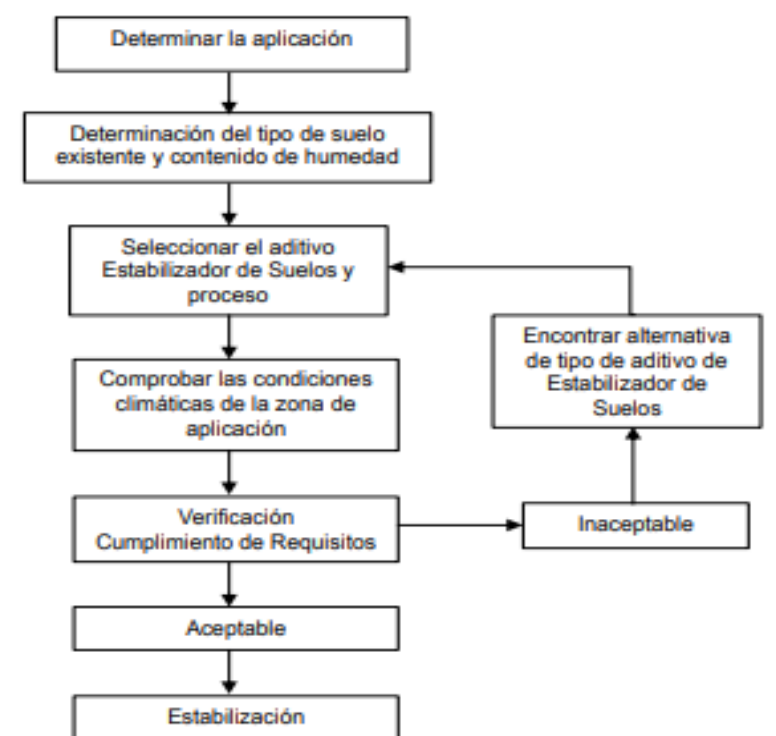 Determinar la aplicación
Determinación del tipo de suelo
existente y contenido de humedad
Seleccionar el aditivo
Estabilizador de Suelos y
proceso
Encontrar alternativa
de tipo de aditivo de
Estabilizador de
Suelos
Comprobar las condiciones
climáticas de la zona de
aplicación
Verificación
Cumplimiento de Requisitos
Inaceptable
Aceptable
Estabilización